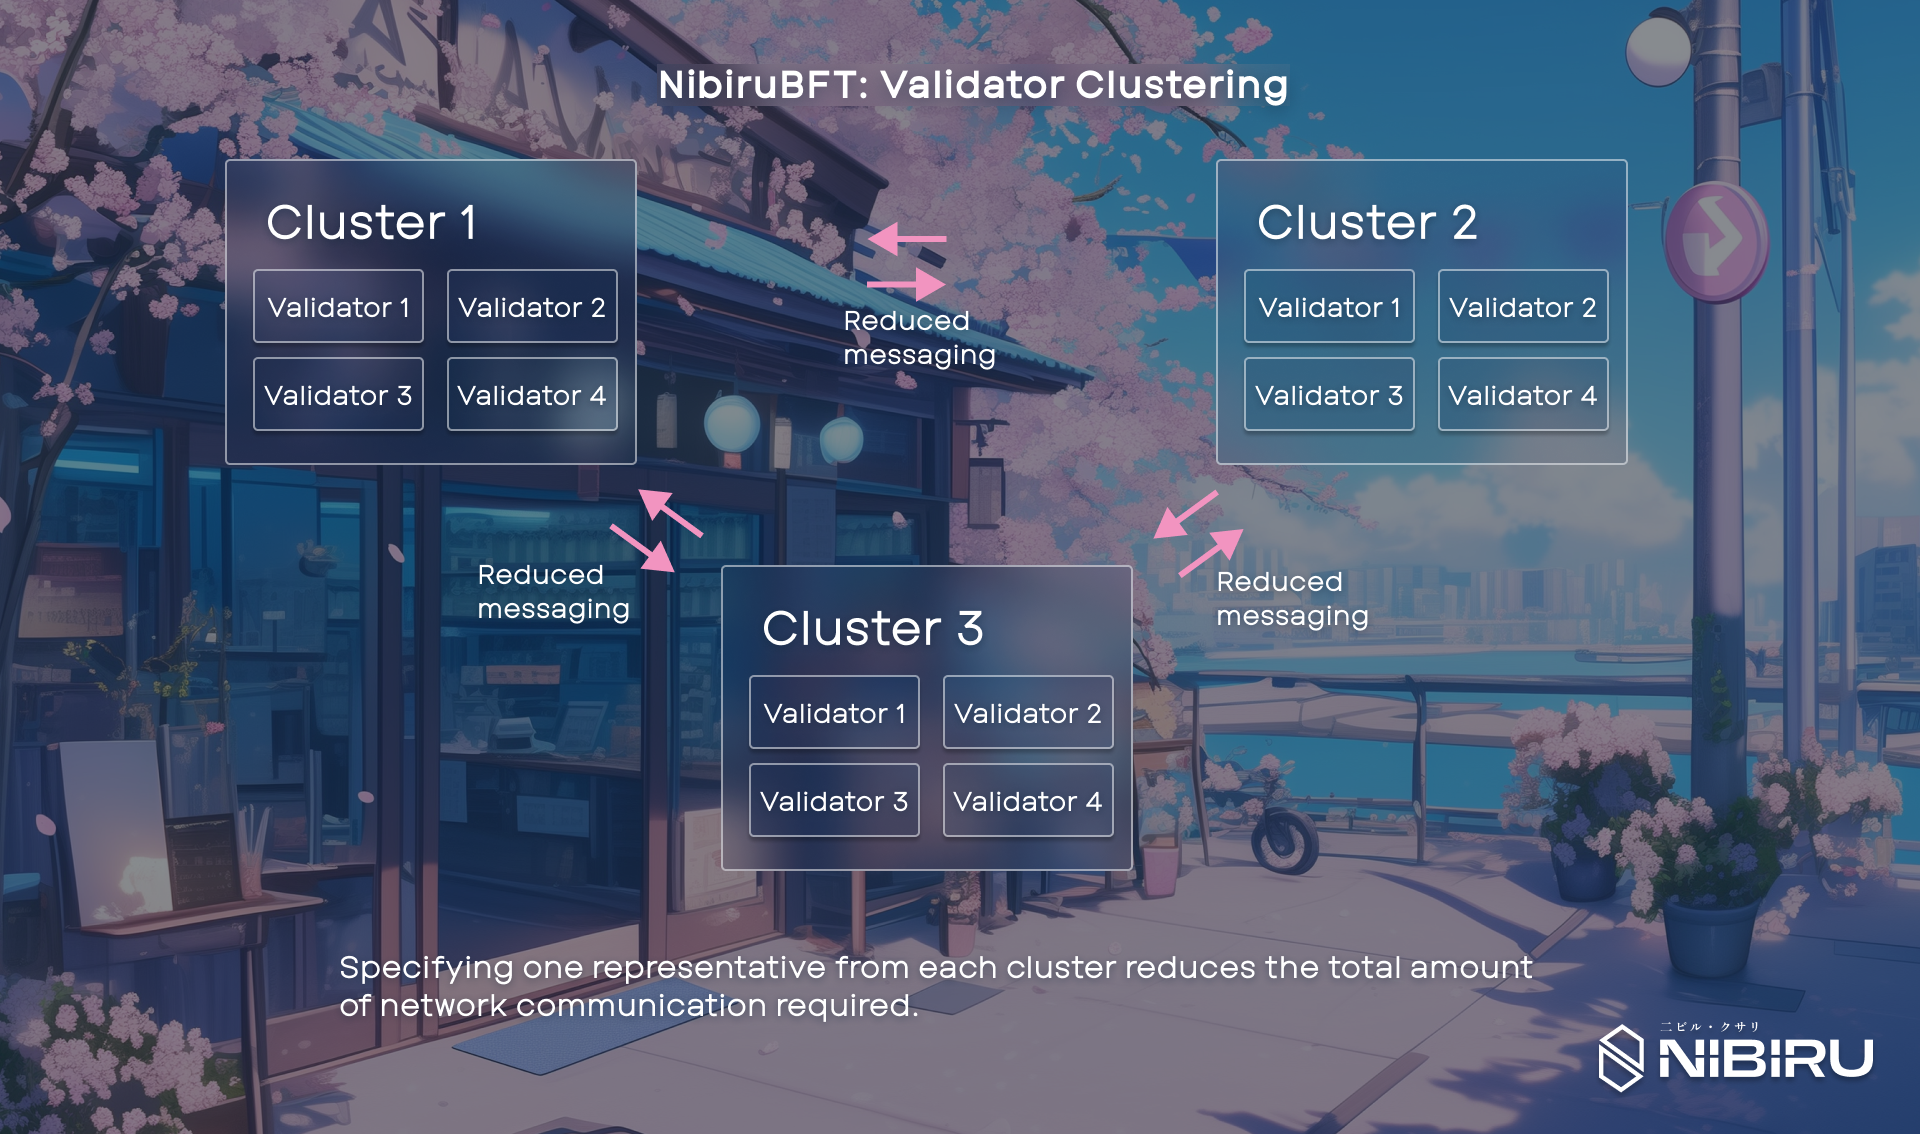 NibiruBFT: Validator Clustering
Cluster 1
Validator 1
Validator 2
Validator 3
Validator 4
Reduced
messaging
Cluster 2
Validator 1
Validator 2
Validator 3
Validator 4
Reduced
messaging
Reduced
messaging
Cluster 3
Validator 1
Validator 2
Validator 3
Validator 4
Specifying one representative from each cluster reduces the total amount
of network communication required.
ニビル・クサリ
NIBIRU